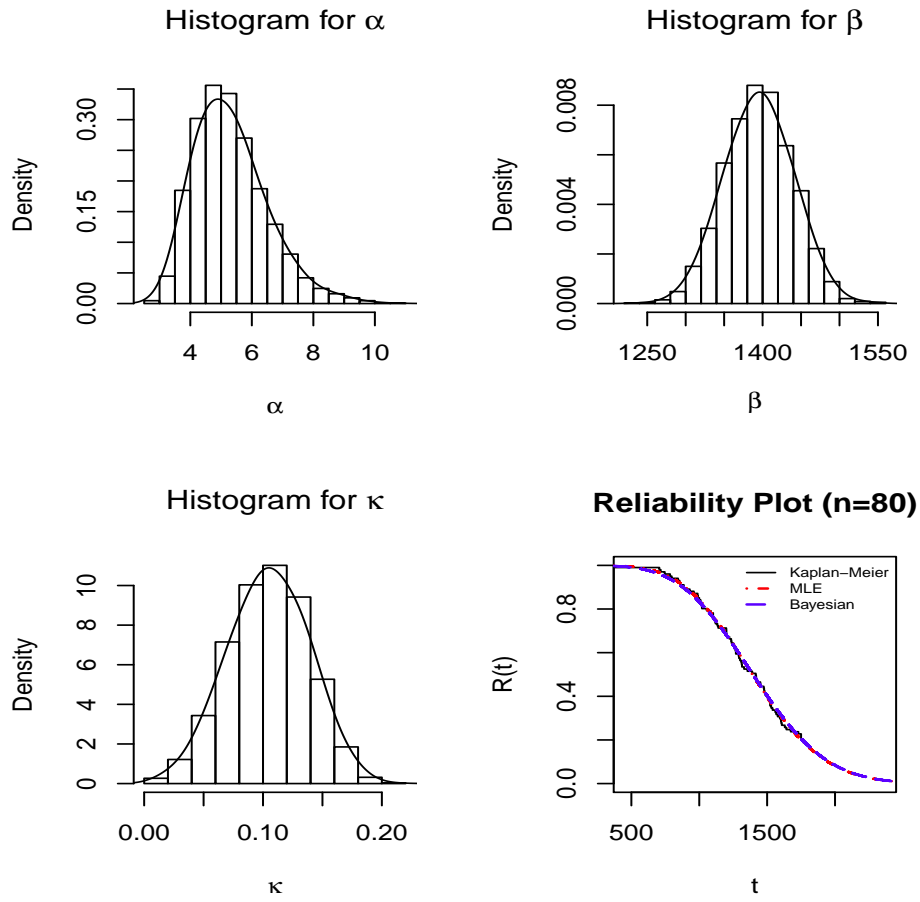 Histogram for α
Density
0.00 0.15 0.30
4 6 8 10
α
Histogram for β
Density
0.000 0.004 0.008
1250 1400 1550
β
Histogram for κ
Density
0 2 4 6 8 10
0.00 0.10 0.20
κ
Reliability Plot (n=80)
R(t)
0.0 0.4 0.8
Kaplan−Meier
MLE
Bayesian
500 1500
t